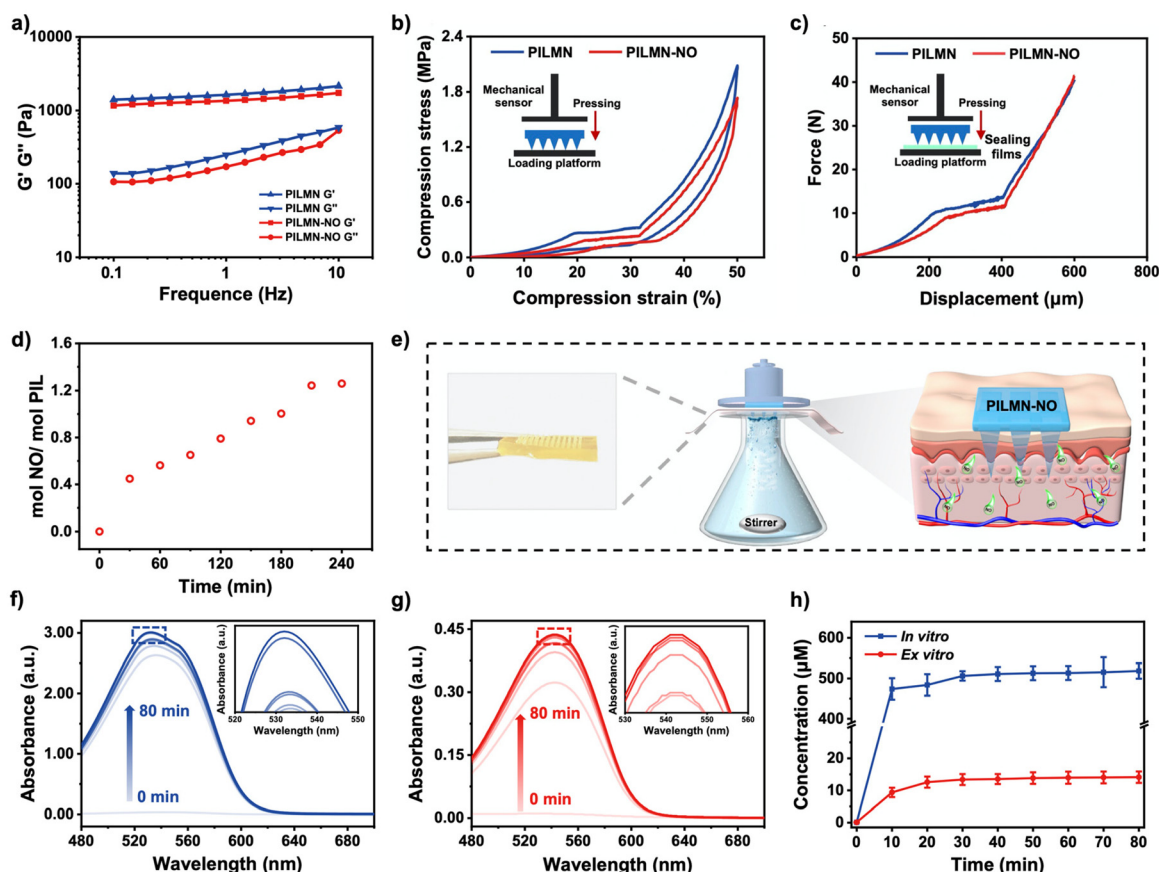 a)
10000
1000
100
10
G' G" (Pa)
PILMN G'
PILMN G"
PILMN-NO G'
PILMN-NO G"
0.1
1
10
Frequence (Hz)
b)
2.4
1.8
1.2
0.6
0.0
Compression stress (MPa)
PILMN
PILMN-NO
Mechanical
sensor
Pressing
Loading platform
0
10
20
30
40
50
Compression strain (%)
c)
50
40
30
20
10
0
Force (N)
PILMN
PILMN-NO
Mechanical
sensor
Pressing
Sealing
films
Loading platform
0
200
400
600
800
Displacement (μm)
d)
1.6
1.2
0.8
0.4
0.0
mol NO/ mol PIL
0
60
120
180
240
Time (min)
e)
Stirrer
PILMN-NO
f)
3.00
2.25
1.50
0.75
0.00
Absorbance (a.u.)
80 min
0 min
Absorbance (a.u.)
520
530
540
550
Wavelength (nm)
480
520
560
600
640
680
Wavelength (nm)
g)
0.45
0.30
0.15
0.00
Absorbance (a.u.)
80 min
0 min
Absorbance (a.u.)
530
540
550
560
Wavelength (nm)
480
520
560
600
640
680
Wavelength (nm)
h)
600
500
20
10
0
Concentration (μM)
In vitro
Ex vitro
0
10
20
30
40
50
60
70
80
Time (min)